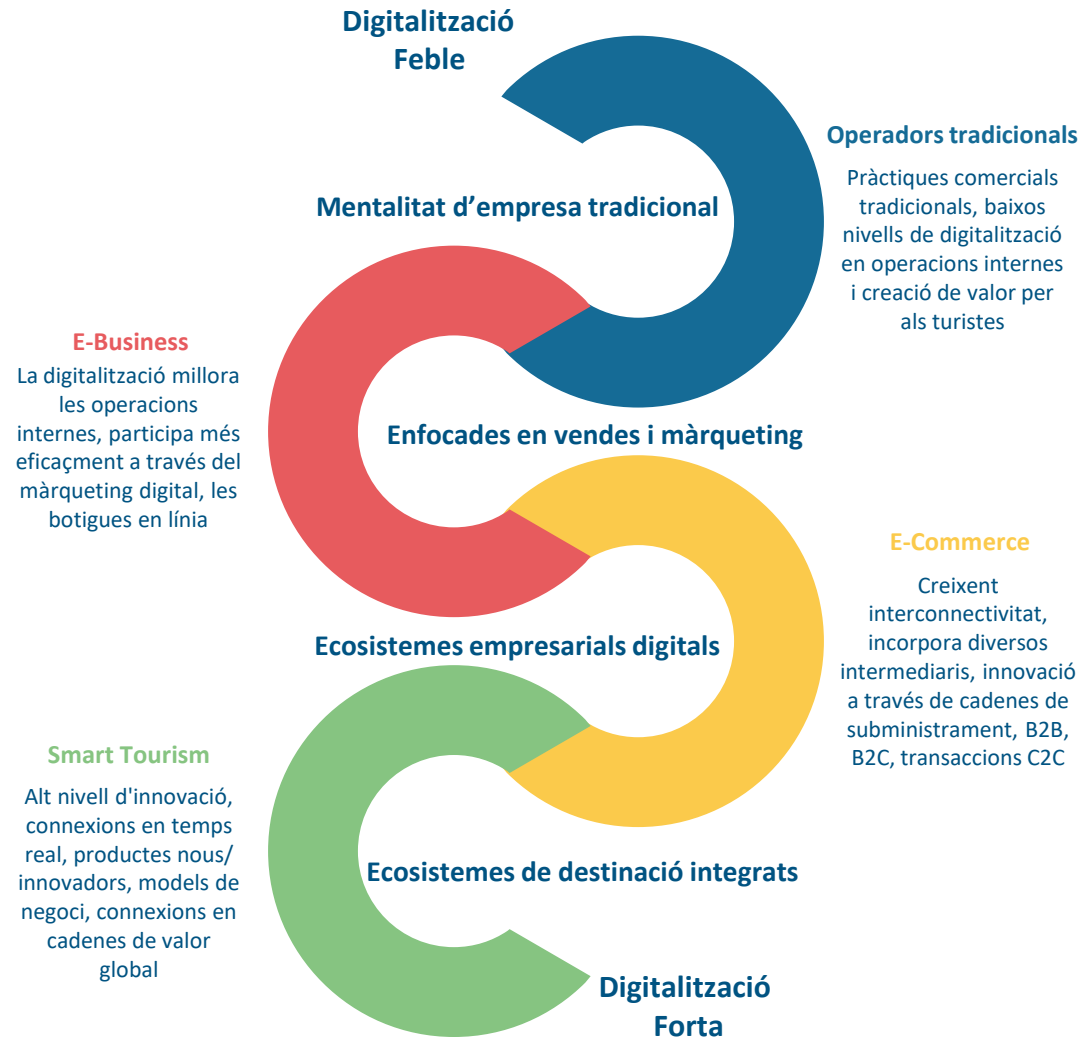 Digitalització
Feble
Operadors tradicionals
Pràctiques comercials
tradicionals, baixos
nivells de digitalització
en operacions internes
i creació de valor per
als turistes
Mentalitat d’empresa tradicional
E-Business
La digitalització millora
les operacions
internes, participa més
eficaçment a través del
màrqueting digital, les
botigues en línia
Enfocades en vendes i màrqueting
E-Commerce
Creixent
interconnectivitat,
incorpora diversos
intermediaris, innovació
a través de cadenes de
subministrament, B2B,
B2C, transaccions C2C
Ecosistemes empresarials digitals
Smart Tourism
Alt nivell d'innovació,
connexions en temps
real, productes nous/
innovadors, models de
negoci, connexions en
cadenes de valor
global
Ecosistemes de destinació integrats
Digitalització
Forta